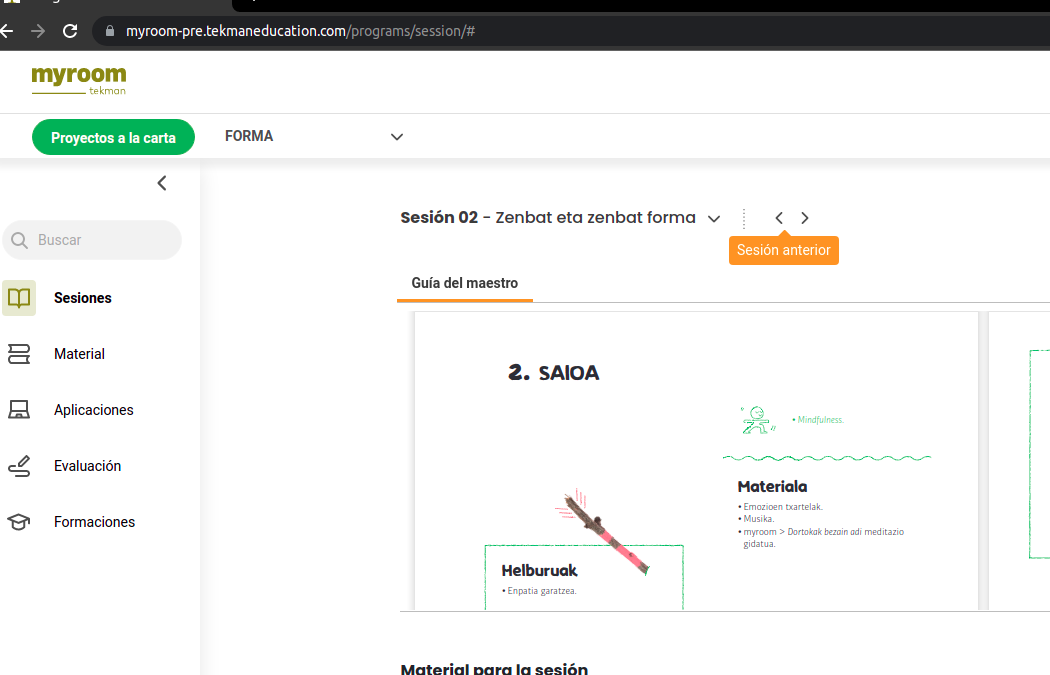 myroom-pre.tekmaneducation.com/programs/session/#
myroom
tekman
Proyectos a la carta
FORMA
Buscar
Sesiones
Material
Aplicaciones
Evaluación
Formaciones
Sesión 02 - Zenbat eta zenbat forma
Sesión anterior
Guía del maestro
2. SAIOA
• Mindfulness.
Materiala
• Emozioen txartelak.
• Musika.
• myroom > Dortokak bezain adi meditazio
gidatua.
Helburuak
• Enpatia garatzea.
Material para la sesión